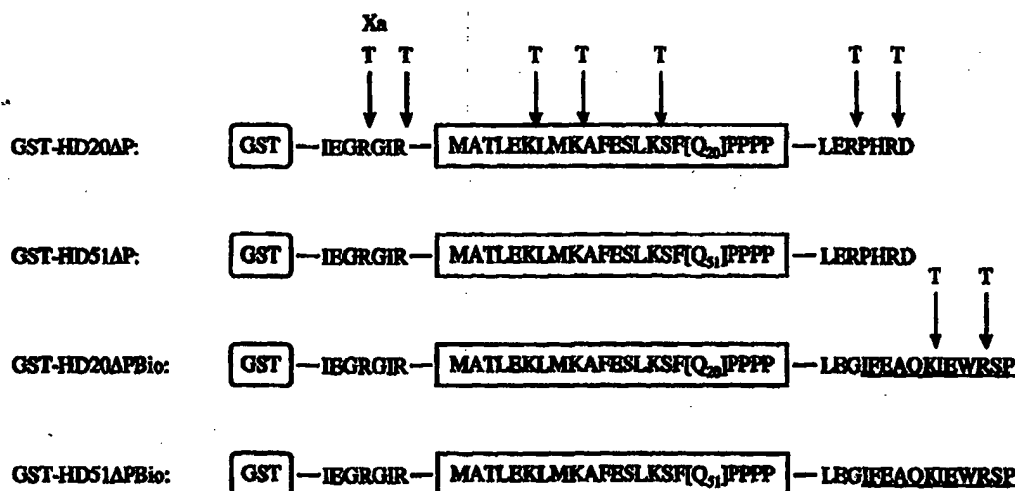 Xa
T T T T T T T
GST-HD20ΔP: GST IEGRGIR MATLEKLMKAFESLKSF[Q20]PPPP LERPHRD
GST-HD51ΔP: GST IEGRGIR MATLEKLMKAFESLKSF[Q51]PPPP LERPHRD
T T
GST-HD20ΔPBio: GST IEGRGIR MATLEKLMKAFESLKSF[Q20]PPPP LEGIFEAQKIEWRSP
GST-HD51ΔPBio: GST IEGRGIR MATLEKLMKAFESLKSF[Q51]PPPP LEGIFEAQKIEWRSP